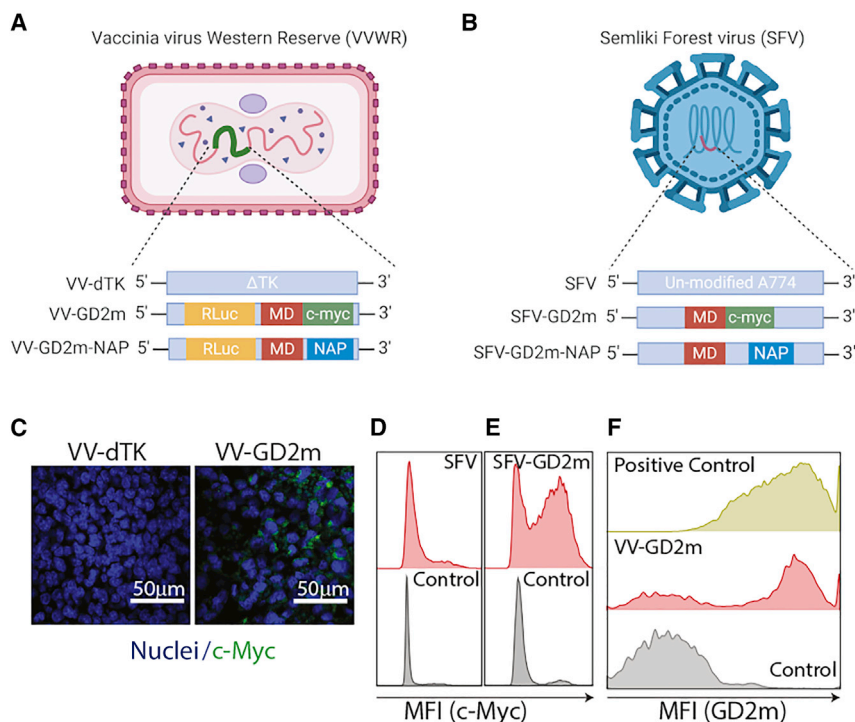 A
Vaccinia virus Western Reserve (VVWR)
VV-dTK 5' ΔTK 3'
VV-GD2m 5' RLuc MD c-myc 3'
VV-GD2m-NAP 5' RLuc MD NAP 3'
B
Semliki Forest virus (SFV)
SFV 5' Un-modified A774 3'
SFV-GD2m 5' MD c-myc 3'
SFV-GD2m-NAP 5' MD NAP 3'
C
VV-dTK VV-GD2m
50μm 50μm
Nuclei/c-Myc
D E
SFV SFV-GD2m
Control Control
MFI (c-Myc)
F
Positive Control
VV-GD2m
Control
MFI (GD2m)